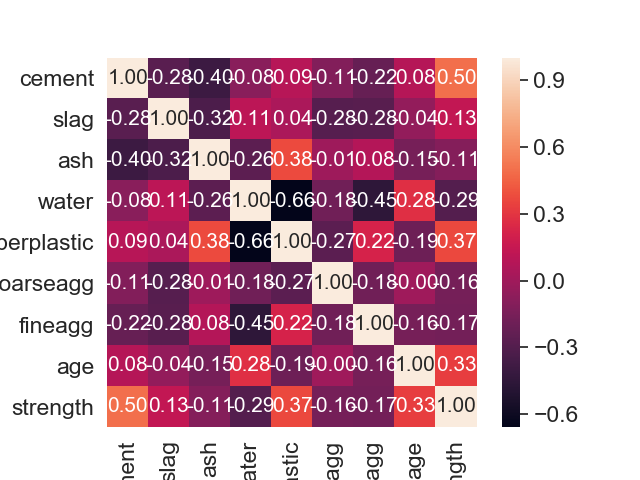 cement 1.00 -0.28 -0.40 -0.08 0.09 -0.11 -0.22 0.08 0.50
slag -0.28 1.00 -0.32 0.11 0.04 -0.28 -0.28 -0.04 0.13
ash -0.40 -0.32 1.00 -0.26 0.38 -0.01 0.08 -0.15 -0.11
water -0.08 0.11 -0.26 1.00 -0.66 -0.18 -0.45 0.28 -0.29
perplastic 0.09 0.04 0.38 -0.66 1.00 -0.27 0.22 -0.19 0.37
oarseagg -0.11 -0.28 -0.01 -0.18 -0.27 1.00 -0.18 -0.00 -0.16
fineagg -0.22 -0.28 0.08 -0.45 0.22 -0.18 1.00 -0.16 -0.17
age 0.08 -0.04 -0.15 0.28 -0.19 -0.00 -0.16 1.00 0.33
strength 0.50 0.13 -0.11 -0.29 0.37 -0.16 -0.17 0.33 1.00
nent slag ash ater astic agg agg age ngth
0.9
0.6
0.3
0.0
−0.3
−0.6